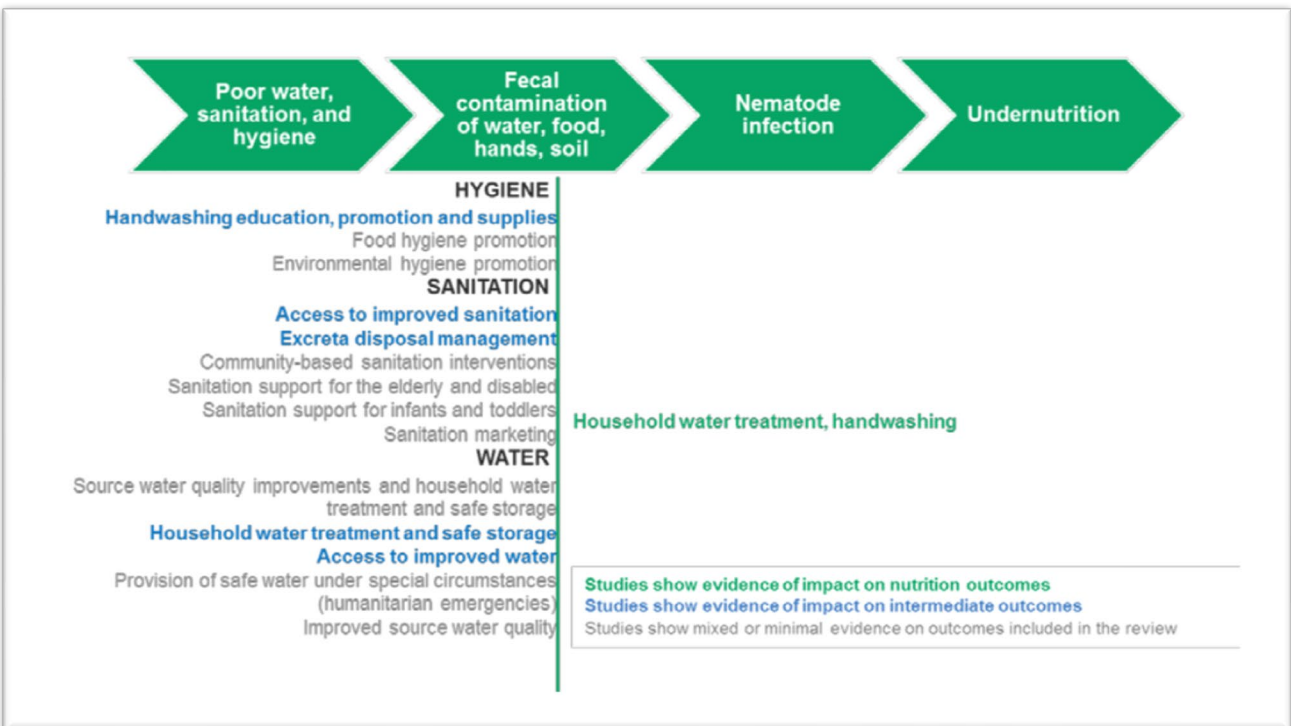 Poor water,
sanitation, and
hygiene
Fecal
contamination
of water, food,
hands, soil
Nematode
infection
Undernutrition
HYGIENE
Handwashing education, promotion and supplies
Food hygiene promotion
Environmental hygiene promotion
SANITATION
Access to improved sanitation
Excreta disposal management
Community-based sanitation interventions
Sanitation support for the elderly and disabled
Sanitation support for infants and toddlers
Sanitation marketing
WATER
Source water quality improvements and household water
treatment and safe storage
Household water treatment and safe storage
Access to improved water
Provision of safe water under special circumstances
(humanitarian emergencies)
Improved source water quality
Household water treatment, handwashing
Studies show evidence of impact on nutrition outcomes
Studies show evidence of impact on intermediate outcomes
Studies show mixed or minimal evidence on outcomes included in the review